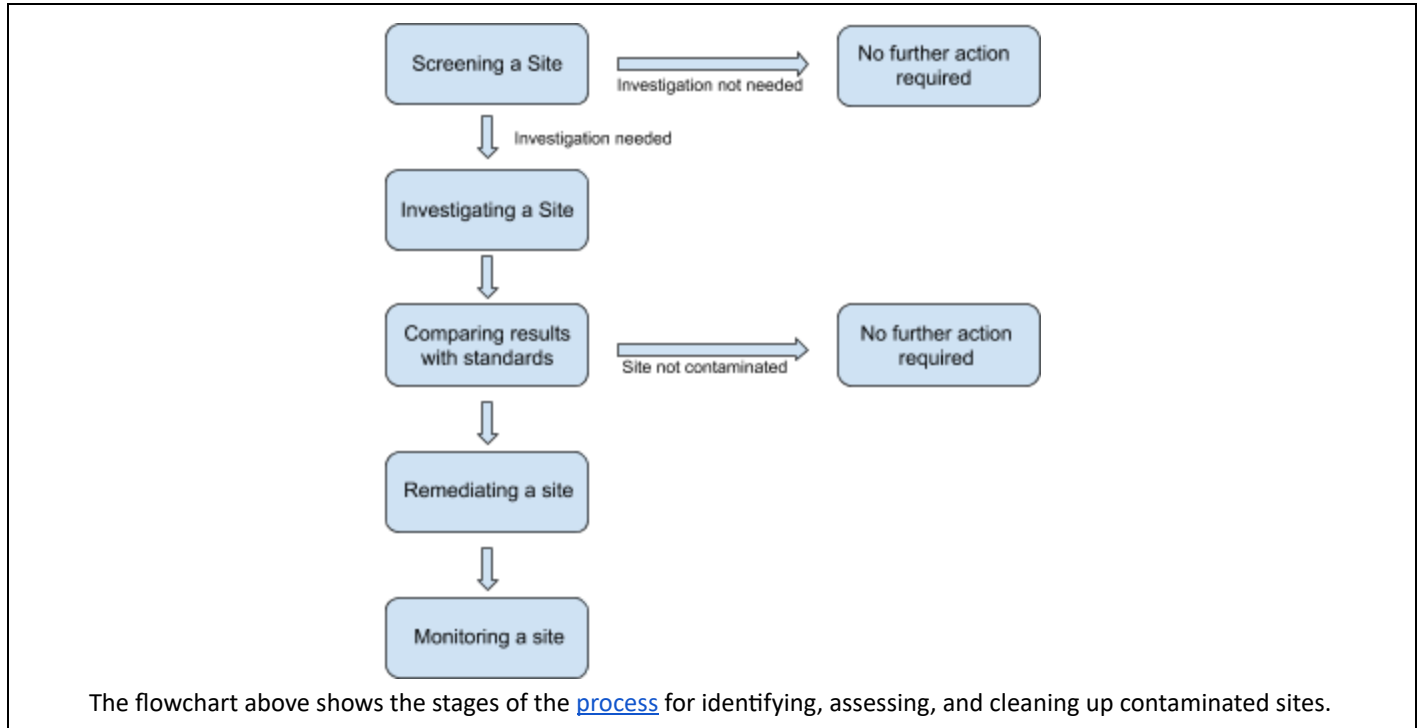 Screening a Site
Investigation not needed
No further action
required
Investigation needed
Investigating a Site
Comparing results
with standards
Site not contaminated
No further action
required
Remediating a site
Monitoring a site
The flowchart above shows the stages of the process for identifying, assessing, and cleaning up contaminated sites.